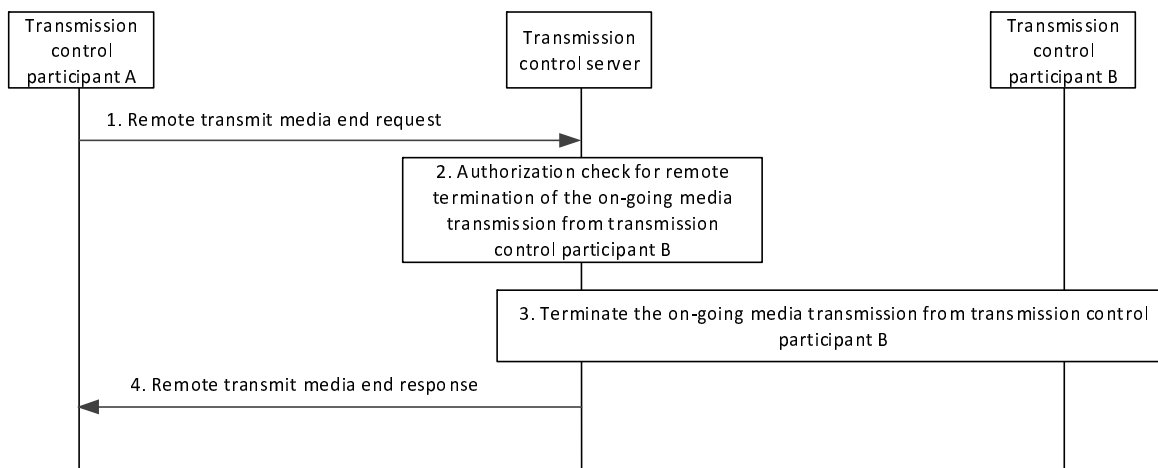 Transmission
control
participant A
Transmission
control server
Transmission
control
participant B
1. Remote transmit media end request
2. Authorization check for remote
termination of the on-going media
transmission from transmission
control participant B
3. Terminate the on-going media transmission from transmission control
participant B
4. Remote transmit media end response